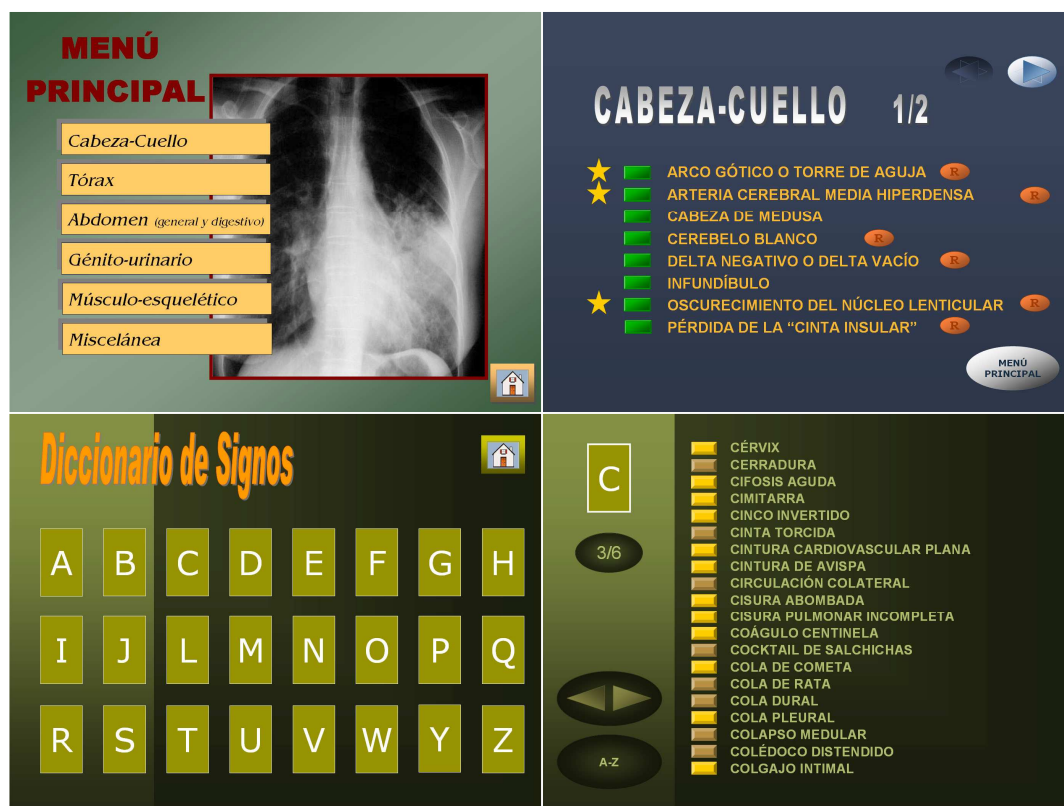 MENÚ
PRINCIPAL
Cabeza-Cuello
Tórax
Abdomen (general y digestivo)
Génito-urinario
Músculo-esquelético
Miscelánea
CABEZA-CUELLO 1/2
ARCO GÓTICO O TORRE DE AGUJA R
ARTERIA CEREBRAL MEDIA HIPERDENSA R
CABEZA DE MEDUSA
CEREBELO BLANCO R
DELTA NEGATIVO O DELTA VACÍO R
INFUNDÍBULO
OSCURECIMIENTO DEL NÚCLEO LENTICULAR R
PÉRDIDA DE LA “CINTA INSULAR” R
MENÚ
PRINCIPAL
Diccionario de Signos
A B C D E F G H
I J L M N O P Q
R S T U V W Y Z
C
3/6
A-Z
CÉRVIX
CERRADURA
CIFOSIS AGUDA
CIMITARRA
CINCO INVERTIDO
CINTA TORCIDA
CINTURA CARDIOVASCULAR PLANA
CINTURA DE AVISPA
CIRCULACIÓN COLATERAL
CISURA ABOMBADA
CISURA PULMONAR INCOMPLETA
COÁGULO CENTINELA
COCKTAIL DE SALCHICHAS
COLA DE COMETA
COLA DE RATA
COLA DURAL
COLA PLEURAL
COLAPSO MEDULAR
COLÉDOCO DISTENDIDO
COLGAJO INTIMAL